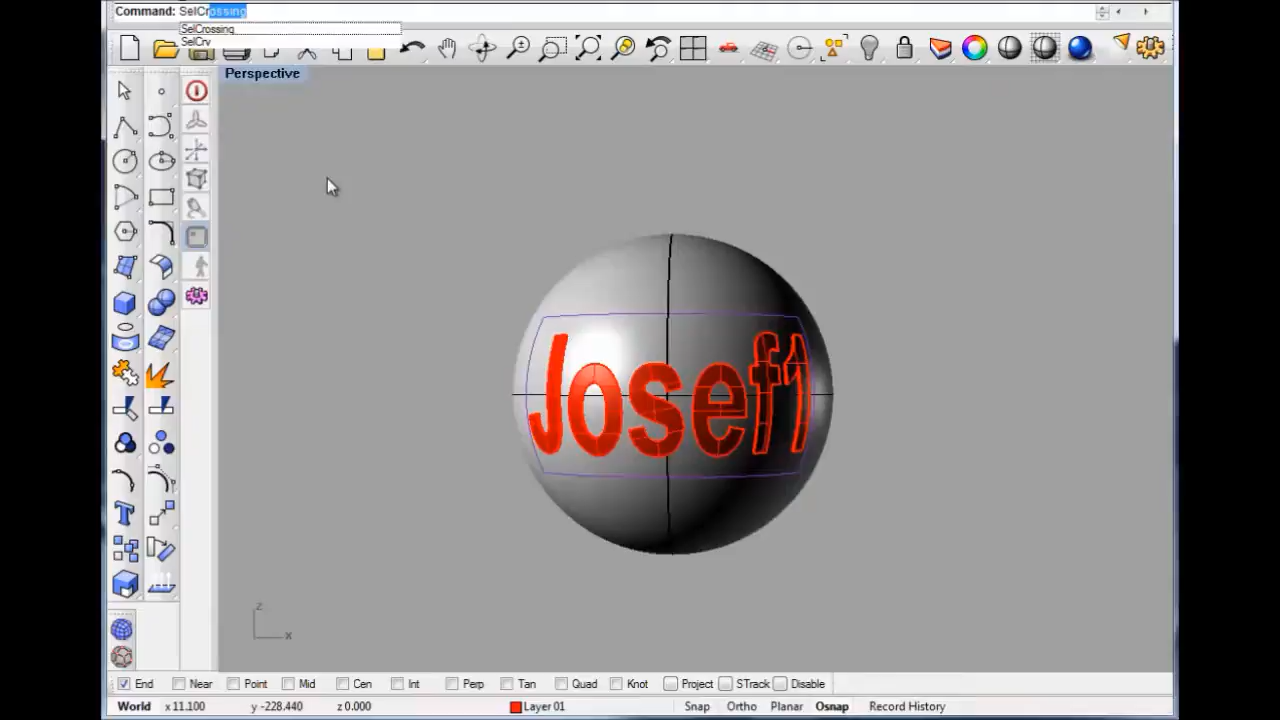 Command: SelCrossing
SelCrossing
SelCrv
Perspective
Josef1
z
x
End Near Point Mid Cen Int Perp Tan Quad Knot Project STrack Disable
World x 11.100 y -228.440 z 0.000 Layer 01 Snap Ortho Planar Osnap Record History